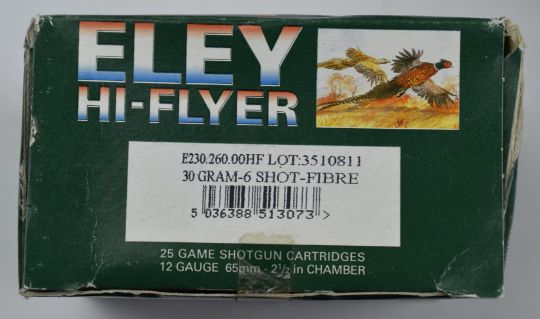 ELEY
HI-FLYER
E230.260.00HF LOT:3510811
30 GRAM-6 SHOT-FIBRE
5 036388 513073 >
25 GAME SHOTGUN CARTRIDGES
12 GAUGE 65mm - 2½ in CHAMBER